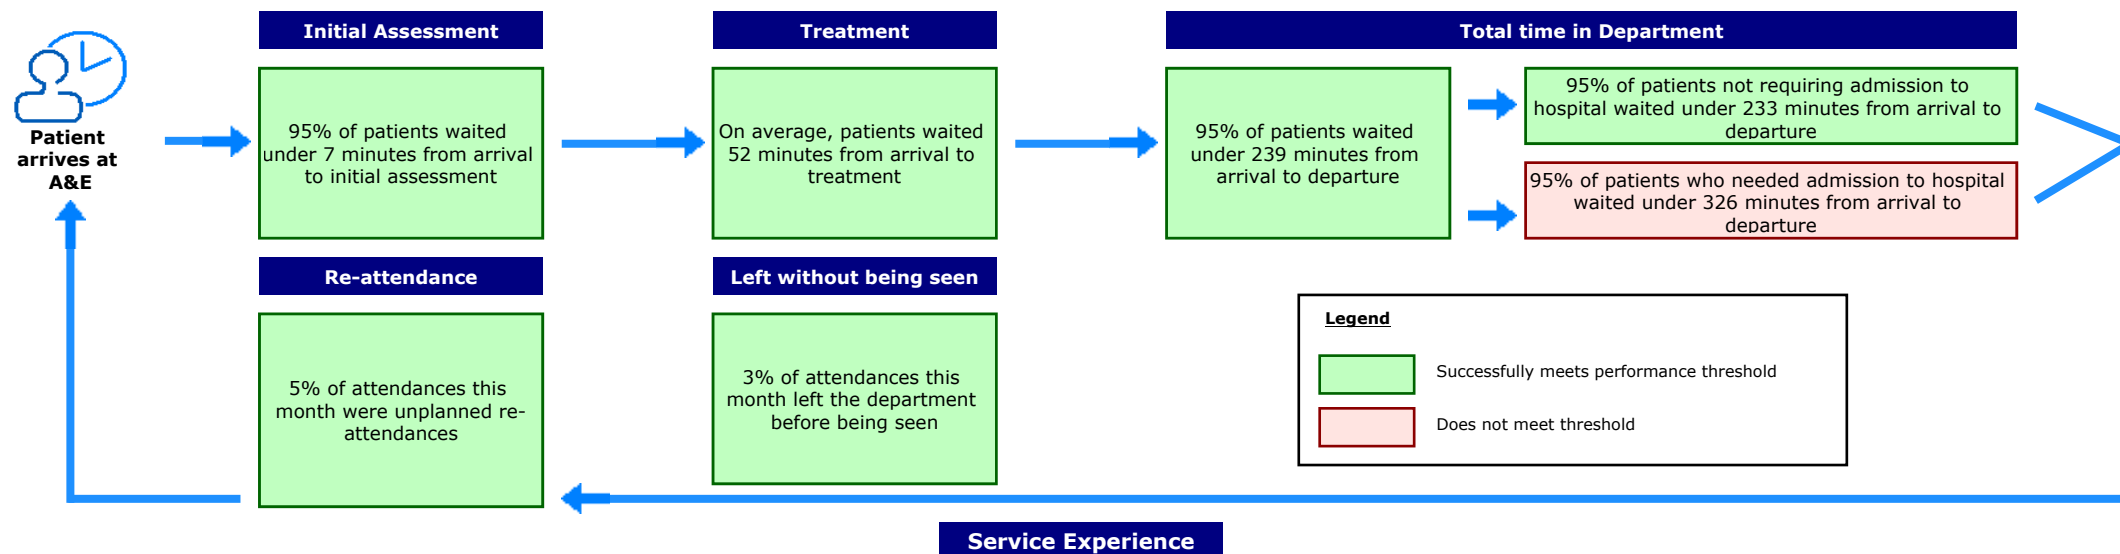 Initial Assessment
Treatment
Total time in Department
Patient
arrives at
A&E
95% of patients waited
under 7 minutes from arrival
to initial assessment
On average, patients waited
52 minutes from arrival to
treatment
95% of patients waited
under 239 minutes from
arrival to departure
95% of patients not requiring admission to
hospital waited under 233 minutes from arrival to
departure
95% of patients who needed admission to hospital
waited under 326 minutes from arrival to
departure
Re-attendance
Left without being seen
5% of attendances this
month were unplanned re-
attendances
3% of attendances this
month left the department
before being seen
Legend
Successfully meets performance threshold
Does not meet threshold
Service Experience